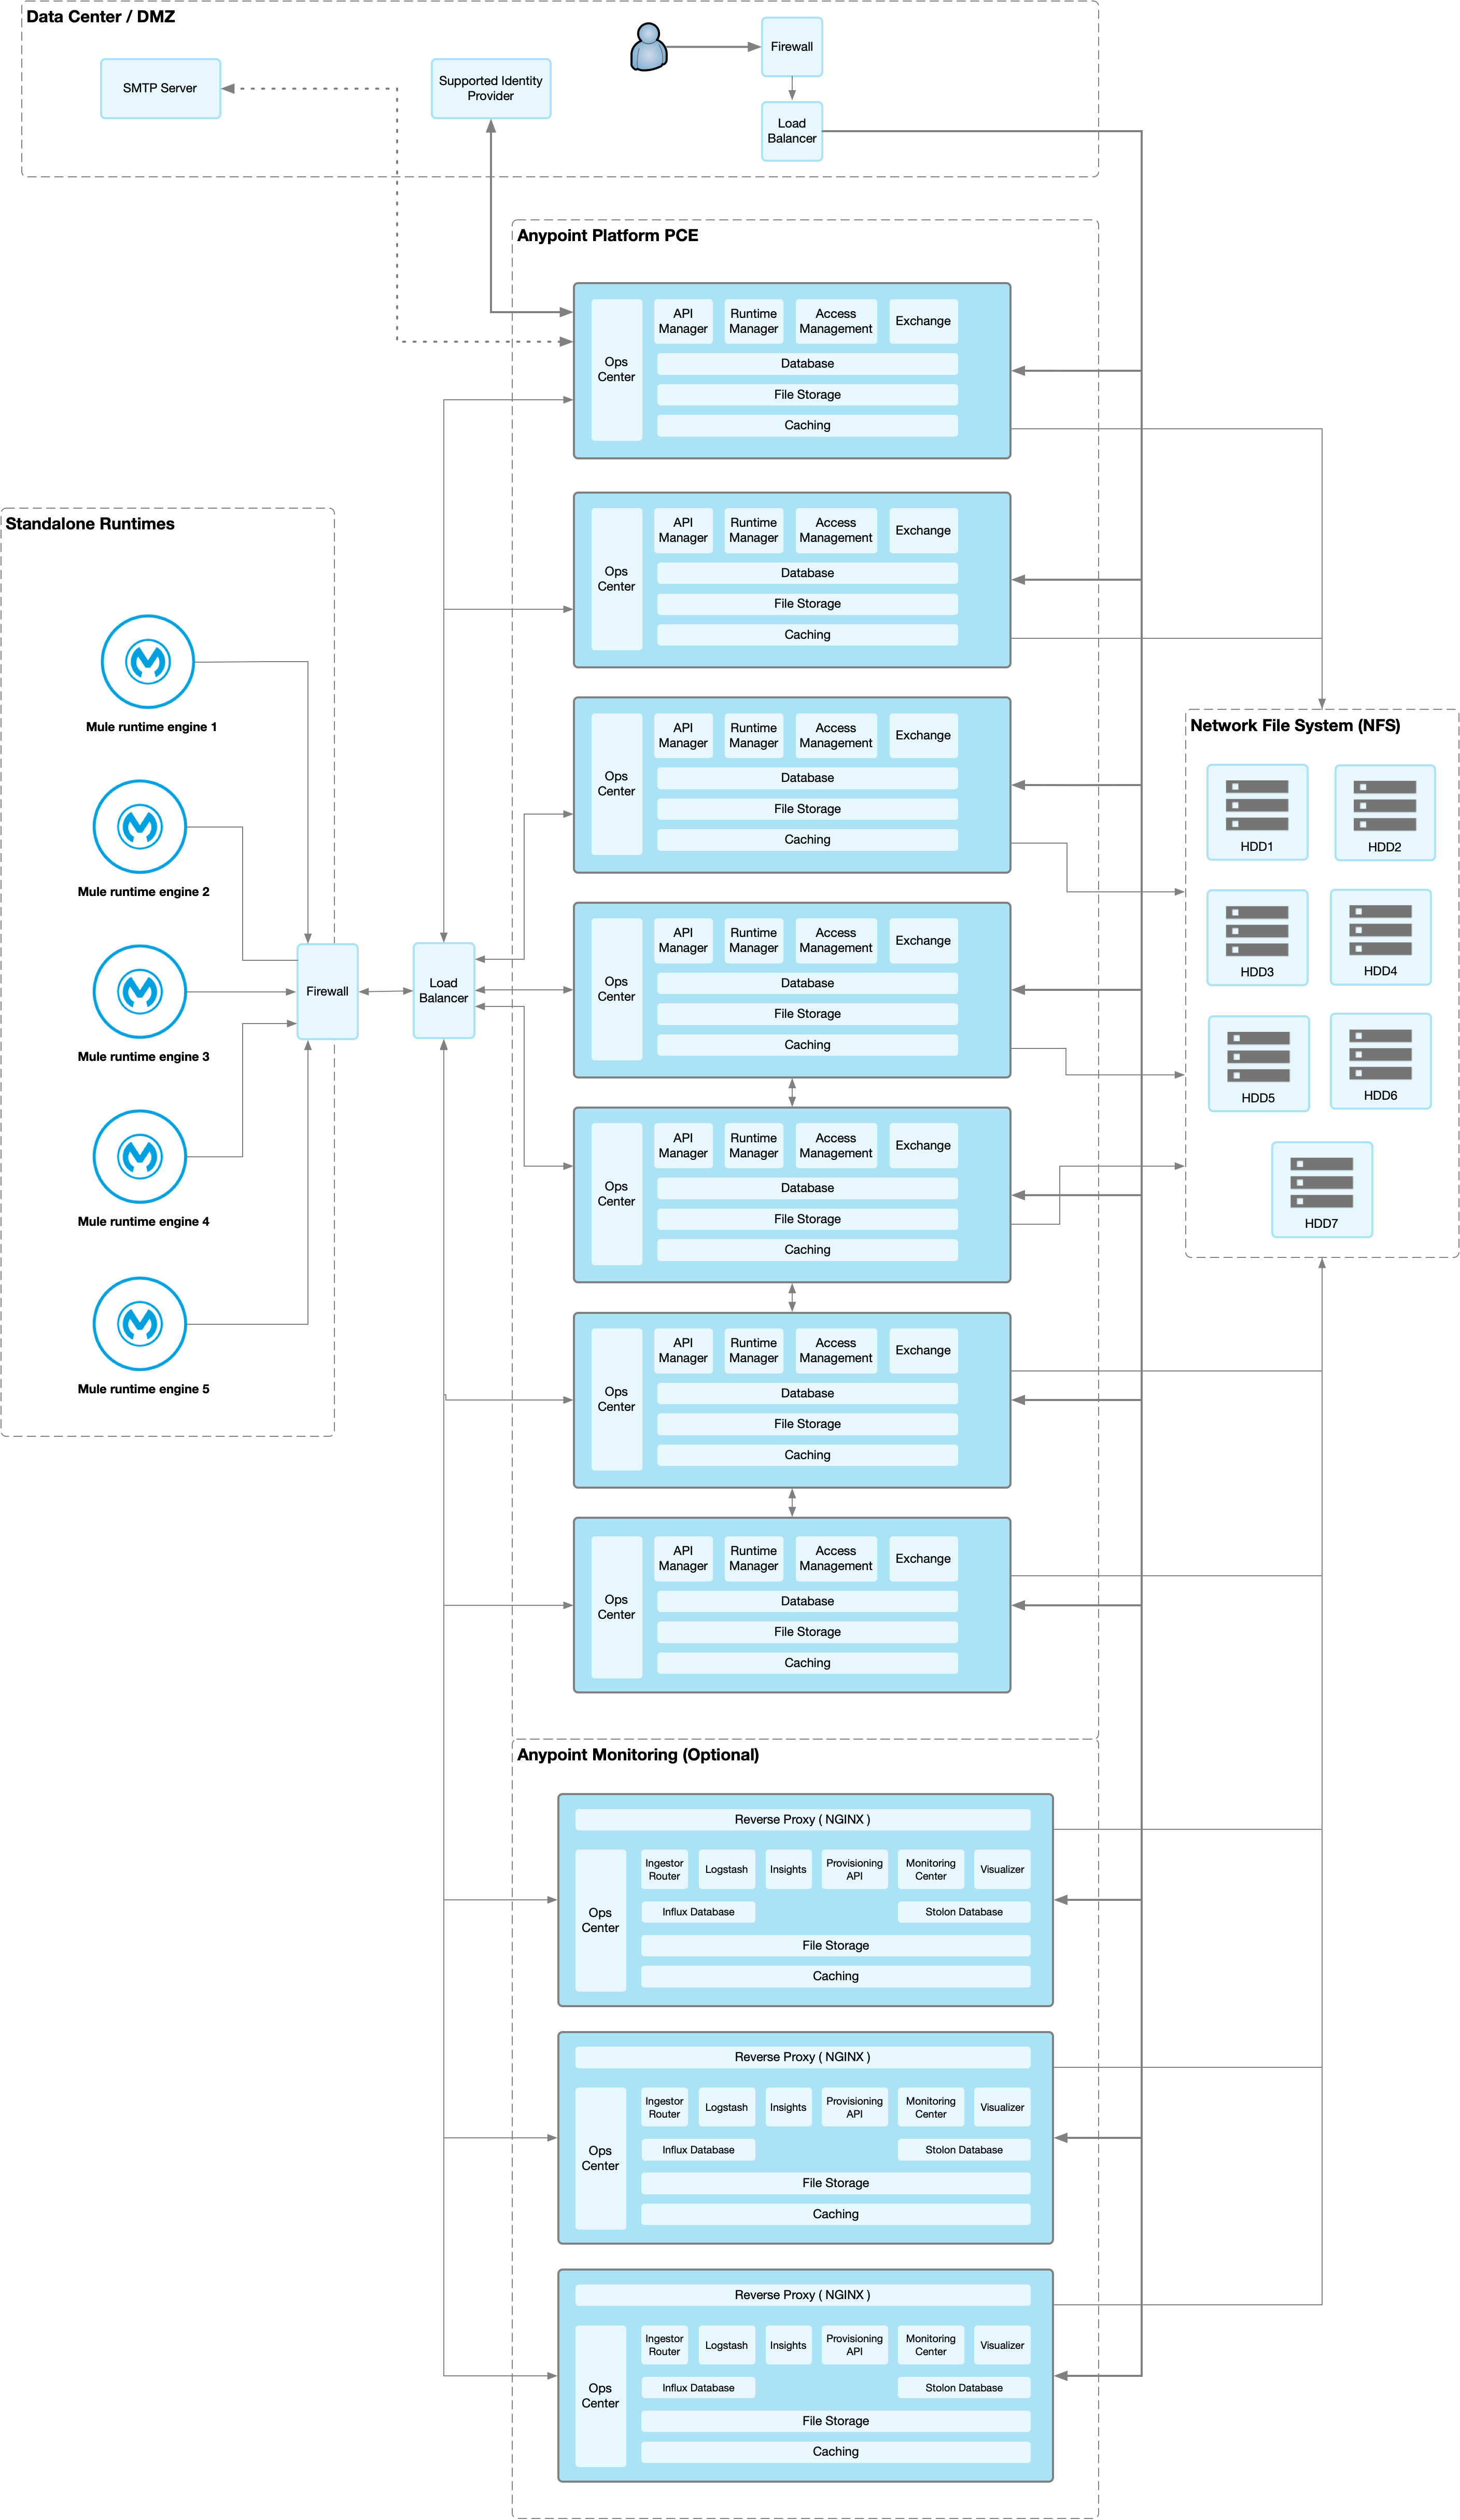 Data Center / DMZ
SMTP Server
Supported Identity
Provider
Firewall
Load
Balancer
Anypoint Platform PCE
Ops
Center
API
Manager
Runtime
Manager
Access
Management
Exchange
Database
File Storage
Caching
Ops
Center
API
Manager
Runtime
Manager
Access
Management
Exchange
Database
File Storage
Caching
Ops
Center
API
Manager
Runtime
Manager
Access
Management
Exchange
Database
File Storage
Caching
Ops
Center
API
Manager
Runtime
Manager
Access
Management
Exchange
Database
File Storage
Caching
Ops
Center
API
Manager
Runtime
Manager
Access
Management
Exchange
Database
File Storage
Caching
Ops
Center
API
Manager
Runtime
Manager
Access
Management
Exchange
Database
File Storage
Caching
Ops
Center
API
Manager
Runtime
Manager
Access
Management
Exchange
Database
File Storage
Caching
Standalone Runtimes
Mule runtime engine 1
Mule runtime engine 2
Mule runtime engine 3
Mule runtime engine 4
Mule runtime engine 5
Firewall
Load
Balancer
Network File System (NFS)
HDD1
HDD2
HDD3
HDD4
HDD5
HDD6
HDD7
Anypoint Monitoring (Optional)
Reverse Proxy ( NGINX )
Ops
Center
Ingestor
Router
Logstash
Insights
Provisioning
API
Monitoring
Center
Visualizer
Influx Database
Stolon Database
File Storage
Caching
Reverse Proxy ( NGINX )
Ops
Center
Ingestor
Router
Logstash
Insights
Provisioning
API
Monitoring
Center
Visualizer
Influx Database
Stolon Database
File Storage
Caching
Reverse Proxy ( NGINX )
Ops
Center
Ingestor
Router
Logstash
Insights
Provisioning
API
Monitoring
Center
Visualizer
Influx Database
Stolon Database
File Storage
Caching